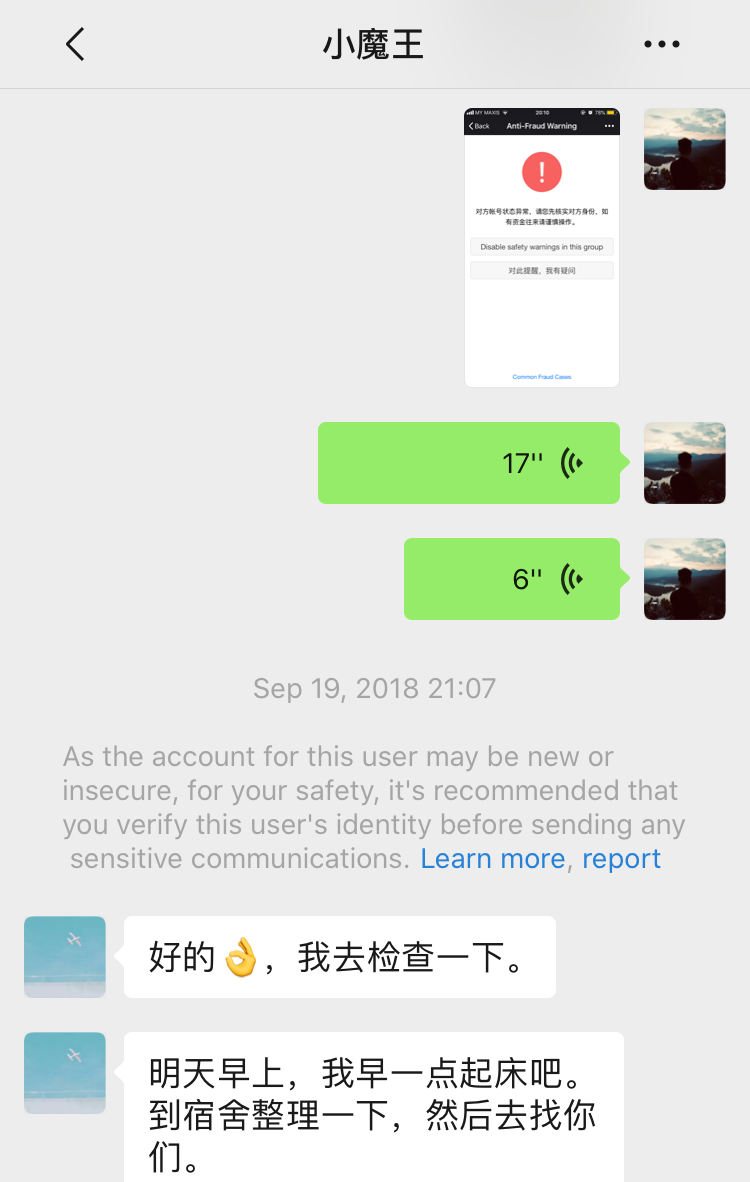 小魔王
MY MAXIS 20:10 78%
Back Anti-Fraud Warning
!
对方帐号状态异常，请您先核实对方身份，如
有资金往来请谨慎操作。
Disable safety warnings in this group
对此提醒，我有疑问
Common Fraud Cases
17''
6''
Sep 19, 2018 21:07
As the account for this user may be new or
insecure, for your safety, it's recommended that
you verify this user's identity before sending any
sensitive communications. Learn more, report
好的👌，我去检查一下。
明天早上，我早一点起床吧。
到宿舍整理一下，然后去找你
们。